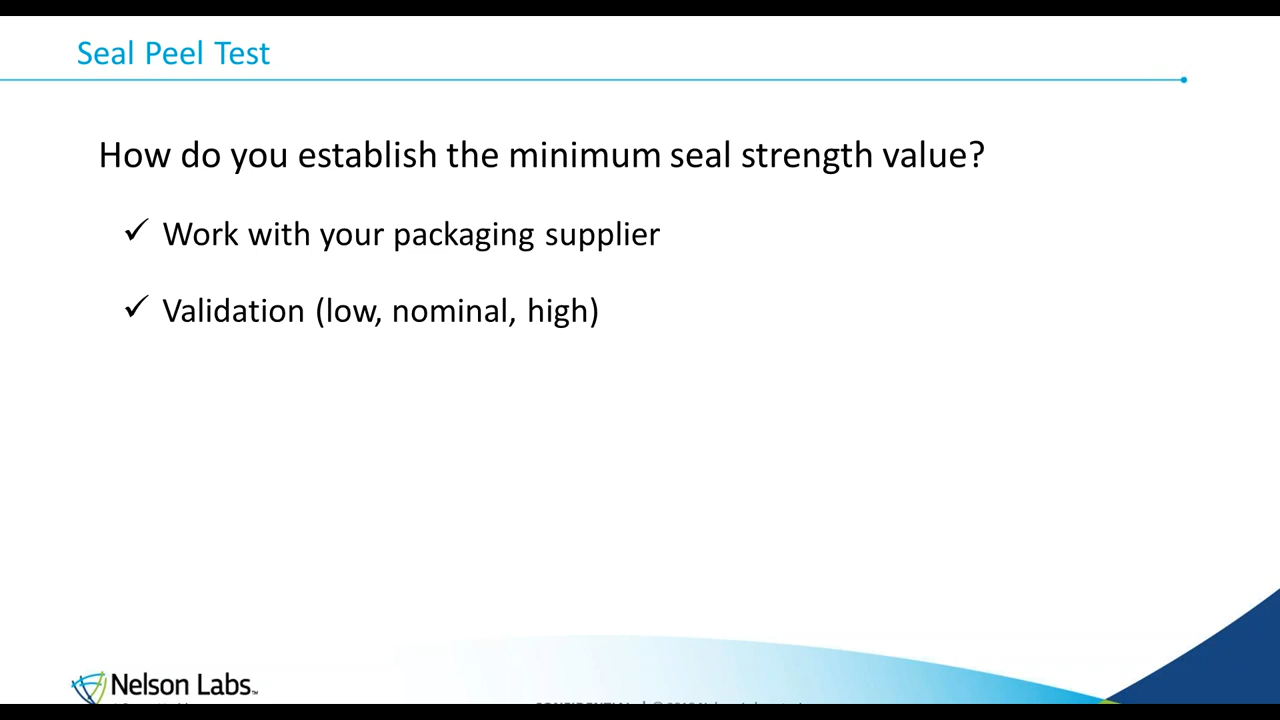 Seal Peel Test
How do you establish the minimum seal strength value?
✓ Work with your packaging supplier
✓ Validation (low, nominal, high)
Nelson Labs™